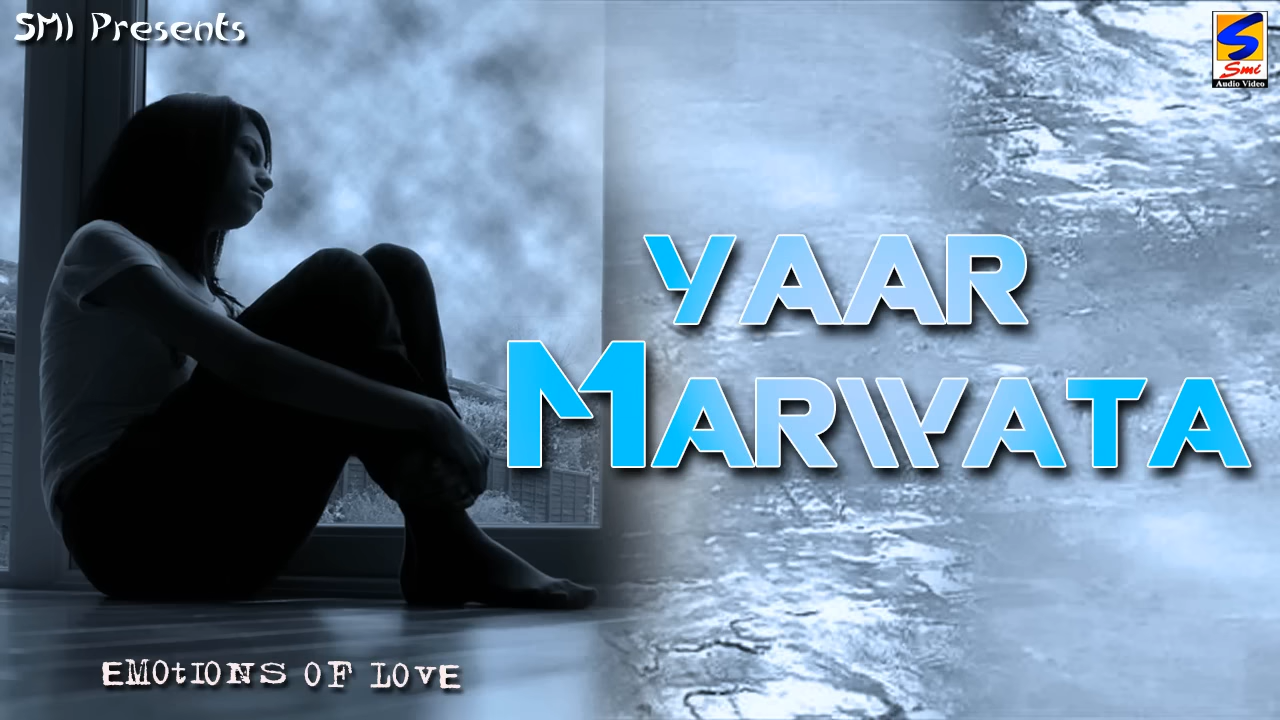 SMI Presents
S
Smi
Audio Video
YAAR
MARWATA
EMOtIONS OF LOVE